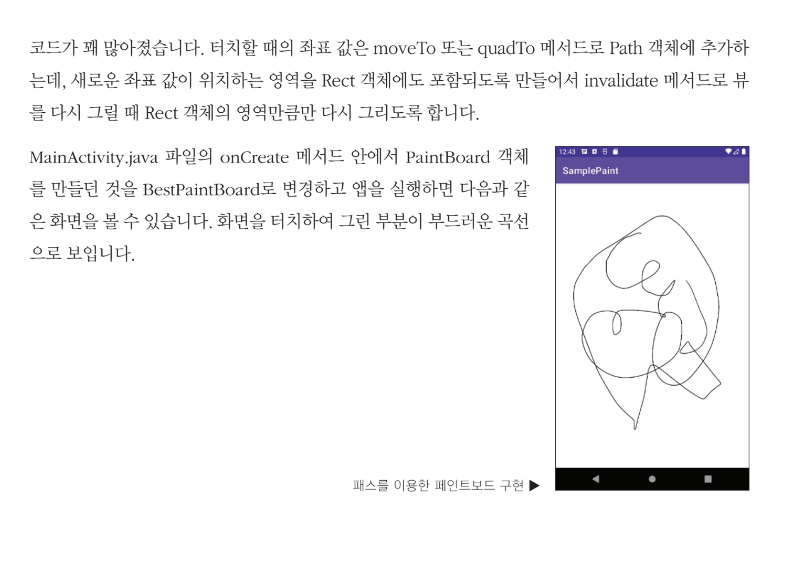 코드가 꽤 많아졌습니다. 터치할 때의 좌표 값은 moveTo 또는 quadTo 메서드로 Path 객체에 추가하
는데, 새로운 좌표 값이 위치하는 영역을 Rect 객체에도 포함되도록 만들어서 invalidate 메서드로 뷰
를 다시 그릴 때 Rect 객체의 영역만큼만 다시 그리도록 합니다.
MainActivity.java 파일의 onCreate 메서드 안에서 PaintBoard 객체
를 만들던 것을 BestPaintBoard로 변경하고 앱을 실행하면 다음과 같
은 화면을 볼 수 있습니다. 화면을 터치하여 그린 부분이 부드러운 곡선
으로 보입니다.
12:43
SamplePaint
패스를 이용한 페인트보드 구현 ▶